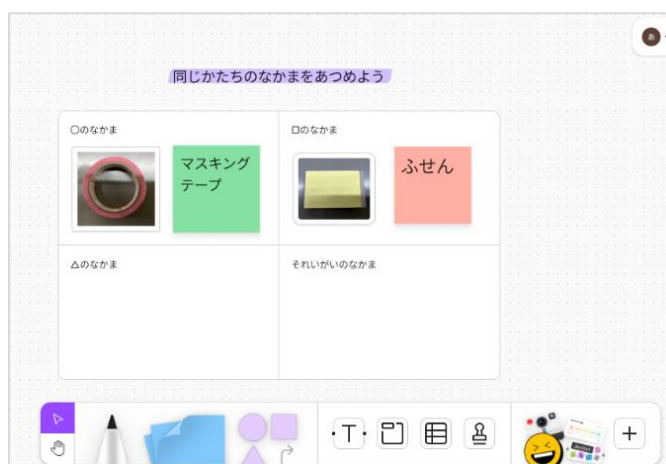 あ
同じかたちのなかまをあつめよう
〇のなかま
マスキング
テープ
□のなかま
ふせん
△のなかま
それいがいのなかま
T